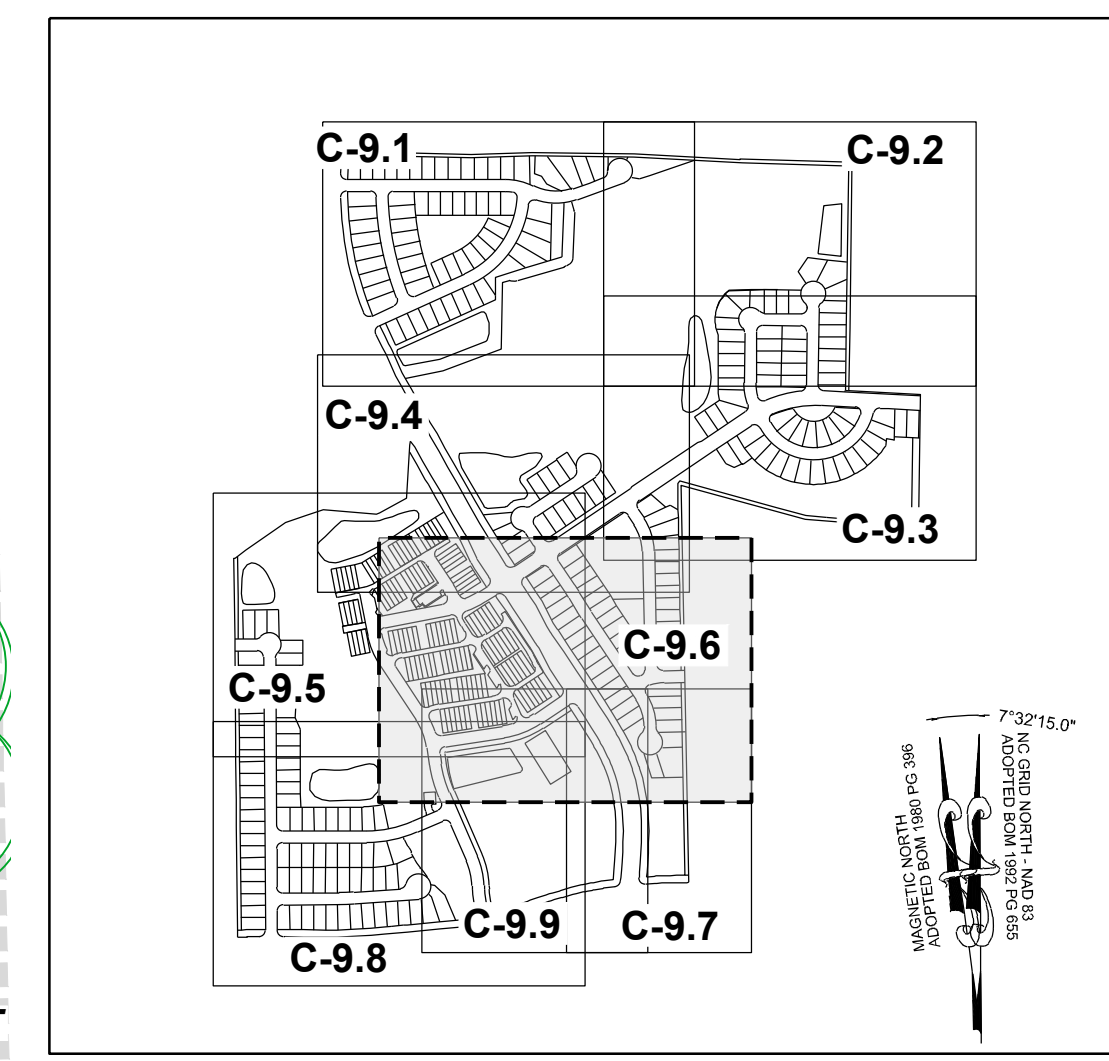 C-9.1
C-9.2
C-9.4
C-9.3
C-9.6
C-9.5
7°32'15.0"
NC GRID NORTH - NAD 83
ADOPTED BOM 1992 PG 655
MAGNETIC NORTH
ADOPTED BOM 1980 PG 396
C-9.9
C-9.7
C-9.8